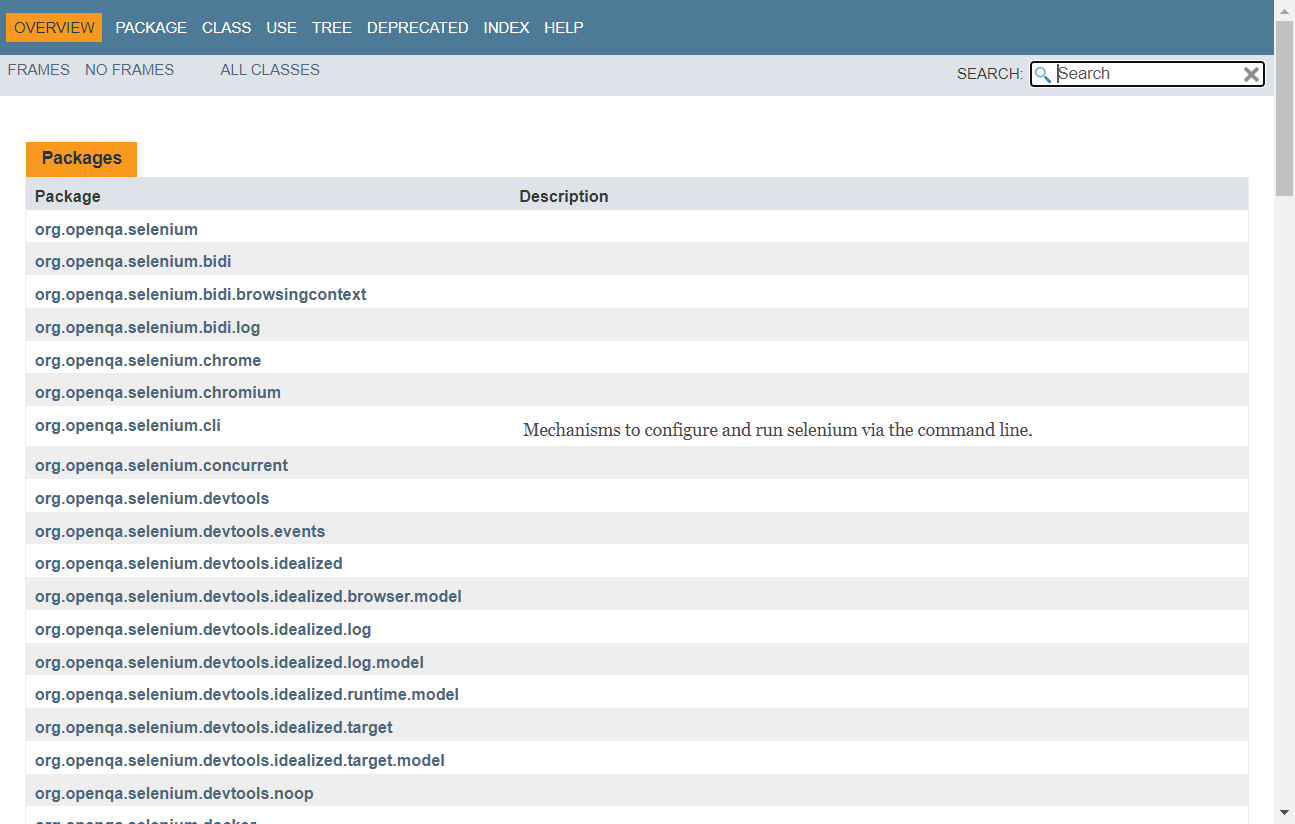 OVERVIEW PACKAGE CLASS USE TREE DEPRECATED INDEX HELP
FRAMES NO FRAMES ALL CLASSES SEARCH: Search
Packages
Package Description
org.openqa.selenium
org.openqa.selenium.bidi
org.openqa.selenium.bidi.browsingcontext
org.openqa.selenium.bidi.log
org.openqa.selenium.chrome
org.openqa.selenium.chromium
org.openqa.selenium.cli Mechanisms to configure and run selenium via the command line.
org.openqa.selenium.concurrent
org.openqa.selenium.devtools
org.openqa.selenium.devtools.events
org.openqa.selenium.devtools.idealized
org.openqa.selenium.devtools.idealized.browser.model
org.openqa.selenium.devtools.idealized.log
org.openqa.selenium.devtools.idealized.log.model
org.openqa.selenium.devtools.idealized.runtime.model
org.openqa.selenium.devtools.idealized.target
org.openqa.selenium.devtools.idealized.target.model
org.openqa.selenium.devtools.noop
org.openqa.selenium.docker